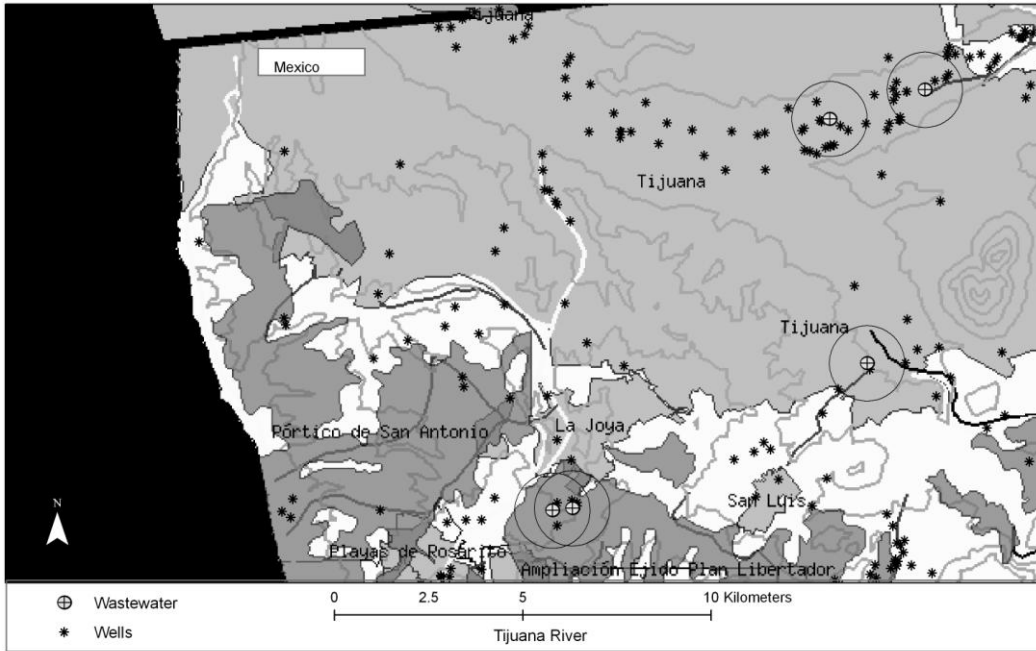 Tijuana
Mexico
Tijuana
Tijuana
La Joya
Pórtico de San Antonio
San Luis
Playas de Rosarito
Ampliación Ejido Plan Libertador
N
Wastewater
Wells
0 2.5 5 10 Kilometers
Tijuana River